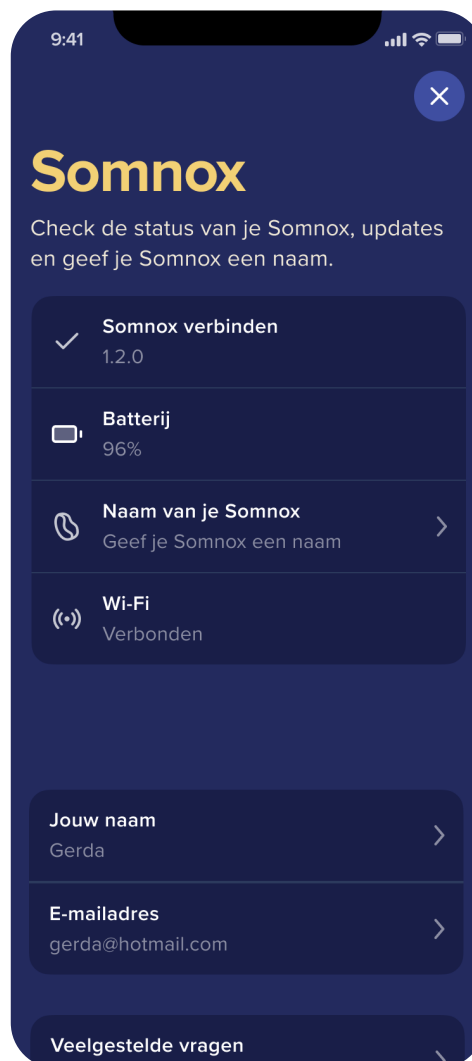 9:41
Somnox
Check de status van je Somnox, updates
en geef je Somnox een naam.
Somnox verbinden
1.2.0
Batterij
96%
Naam van je Somnox
Geef je Somnox een naam
Wi-Fi
Verbonden
Jouw naam
Gerda
E-mailadres
gerda@hotmail.com
Veelgestelde vragen